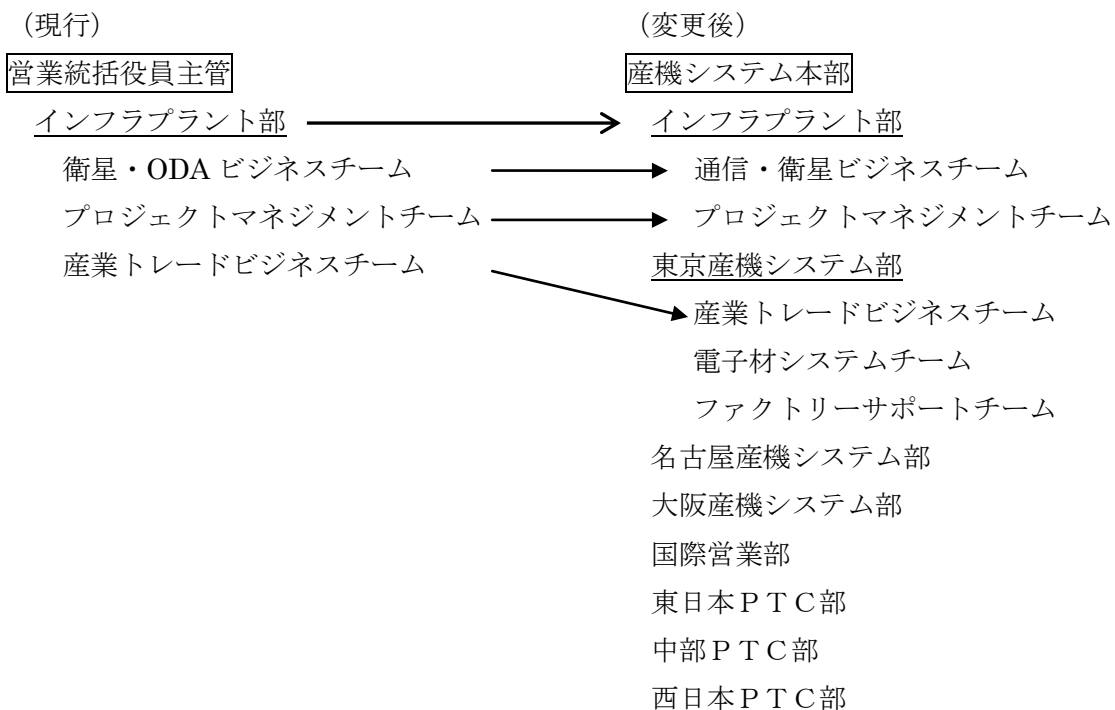 （現行）
（変更後）
営業統括役員主管
産機システム本部
インフラプラント部
インフラプラント部
衛星・ODA ビジネスチーム
通信・衛星ビジネスチーム
プロジェクトマネジメントチーム
プロジェクトマネジメントチーム
産業トレードビジネスチーム
東京産機システム部
産業トレードビジネスチーム
電子材システムチーム
ファクトリーサポートチーム
名古屋産機システム部
大阪産機システム部
国際営業部
東日本ＰＴＣ部
中部ＰＴＣ部
西日本ＰＴＣ部